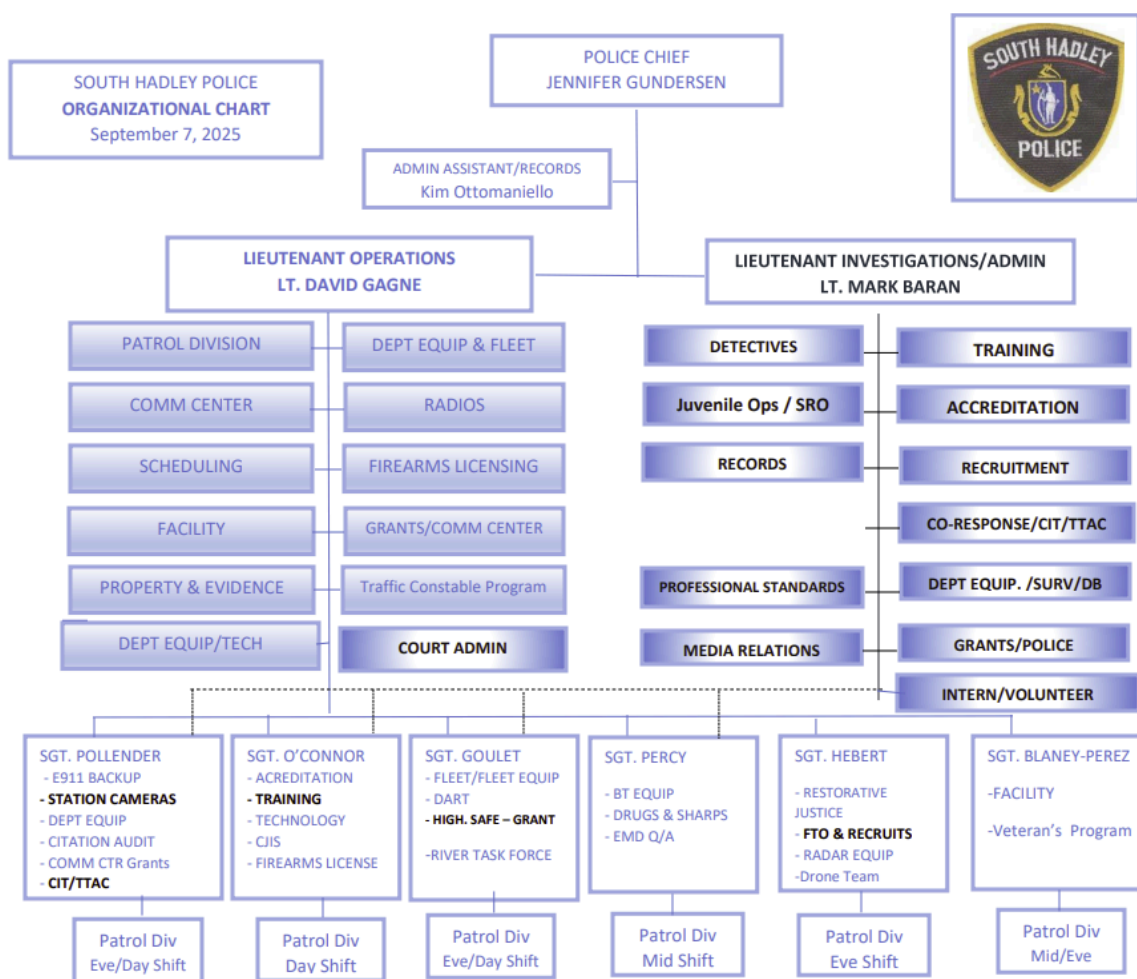 SOUTH HADLEY POLICE
ORGANIZATIONAL CHART
September 7, 2025
POLICE CHIEF
JENNIFER GUNDERSEN
SOUTH HADLEY
POLICE
ADMIN ASSISTANT/RECORDS
Kim Ottomaniello
LIEUTENANT OPERATIONS
LT. DAVID GAGNE
LIEUTENANT INVESTIGATIONS/ADMIN
LT. MARK BARAN
PATROL DIVISION
DEPT EQUIP & FLEET
COMM CENTER
RADIOS
SCHEDULING
FIREARMS LICENSING
FACILITY
GRANTS/COMM CENTER
PROPERTY & EVIDENCE
Traffic Constable Program
DEPT EQUIP/TECH
COURT ADMIN
DETECTIVES
TRAINING
Juvenile Ops / SRO
ACCREDITATION
RECORDS
RECRUITMENT
CO-RESPONSE/CIT/TTAC
PROFESSIONAL STANDARDS
DEPT EQUIP. /SURV/DB
MEDIA RELATIONS
GRANTS/POLICE
INTERN/VOLUNTEER
SGT. POLLENDER
- E911 BACKUP
- STATION CAMERAS
- DEPT EQUIP
- CITATION AUDIT
- COMM CTR Grants
- CIT/TTAC
SGT. O'CONNOR
- ACREDITATION
- TRAINING
- TECHNOLOGY
- CJIS
- FIREARMS LICENSE
SGT. GOULET
- FLEET/FLEET EQUIP
- DART
- HIGH. SAFE – GRANT
-RIVER TASK FORCE
SGT. PERCY
- BT EQUIP
- DRUGS & SHARPS
- EMD Q/A
SGT. HEBERT
- RESTORATIVE
JUSTICE
- FTO & RECRUITS
- RADAR EQUIP
-Drone Team
SGT. BLANEY-PEREZ
-FACILITY
-Veteran's Program
Patrol Div
Eve/Day Shift
Patrol Div
Day Shift
Patrol Div
Eve/Day Shift
Patrol Div
Mid Shift
Patrol Div
Eve Shift
Patrol Div
Mid/Eve